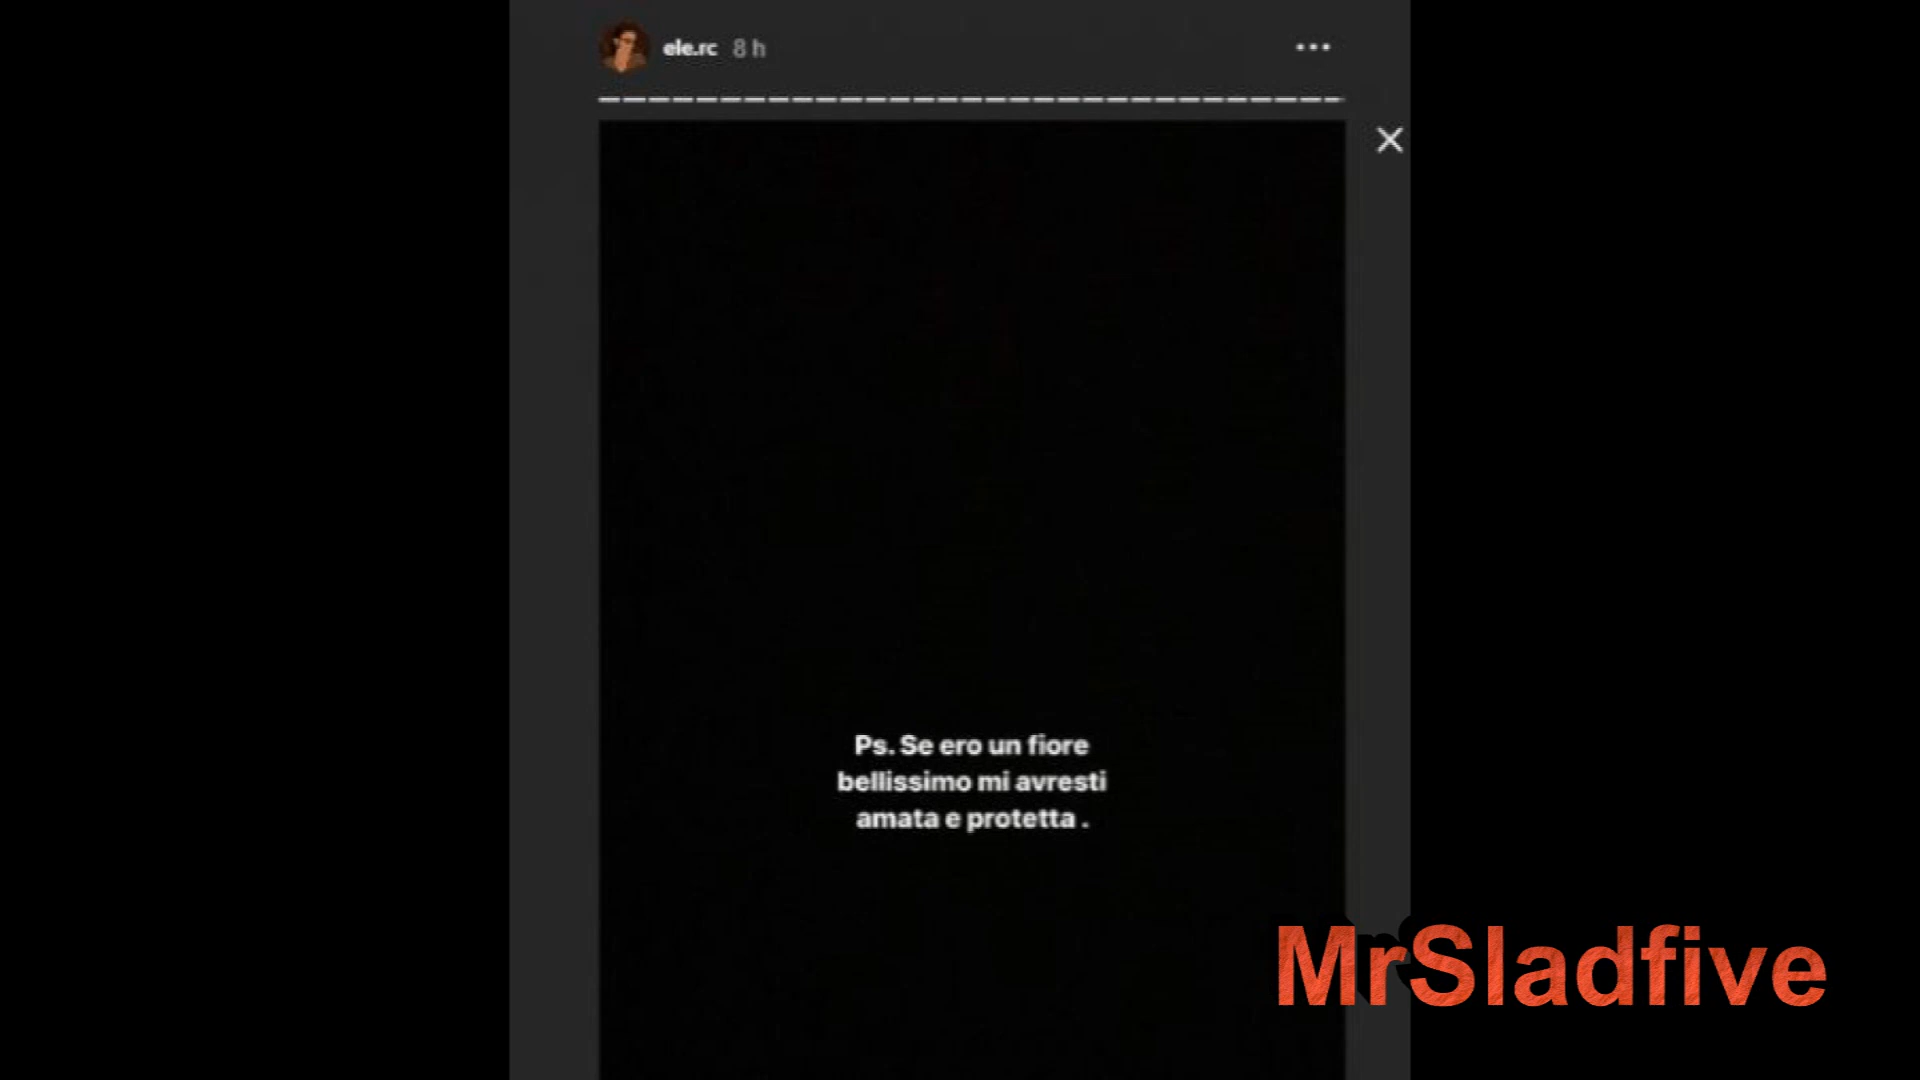 ele.rc 8 h
Ps. Se ero un fiore
bellissimo mi avresti
amata e protetta .
MrSladfive